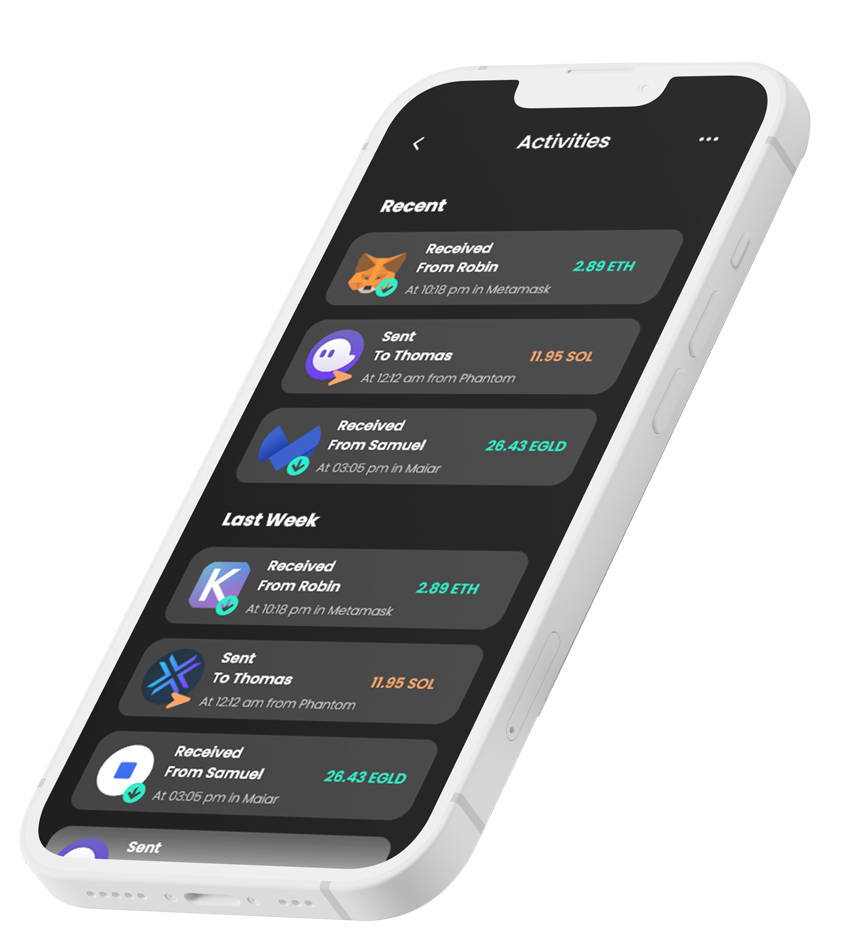 Activities
Recent
Received
From Robin
2.89 ETH
At 10:18 pm in Metamask
Sent
To Thomas
11.95 SOL
At 12:12 am from Phantom
Received
From Samuel
26.43 EGLD
At 03:05 pm in Maiar
Last Week
K
Received
From Robin
2.89 ETH
At 10:18 pm in Metamask
Sent
To Thomas
11.95 SOL
At 12:12 am from Phantom
Received
From Samuel
26.43 EGLD
At 03:05 pm in Maiar
Sent